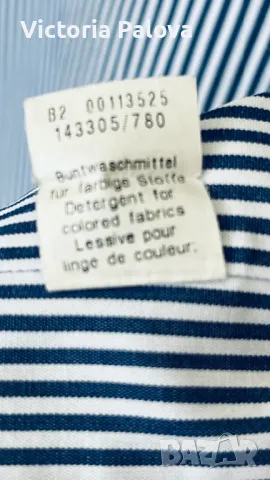 IVETA Palova
B2 00113525
143305/780
Buntwaschmittel
für farbige Stoffe
Detergent for
colored fabrics
Lessive pour
linge de couleur.
BAZAR